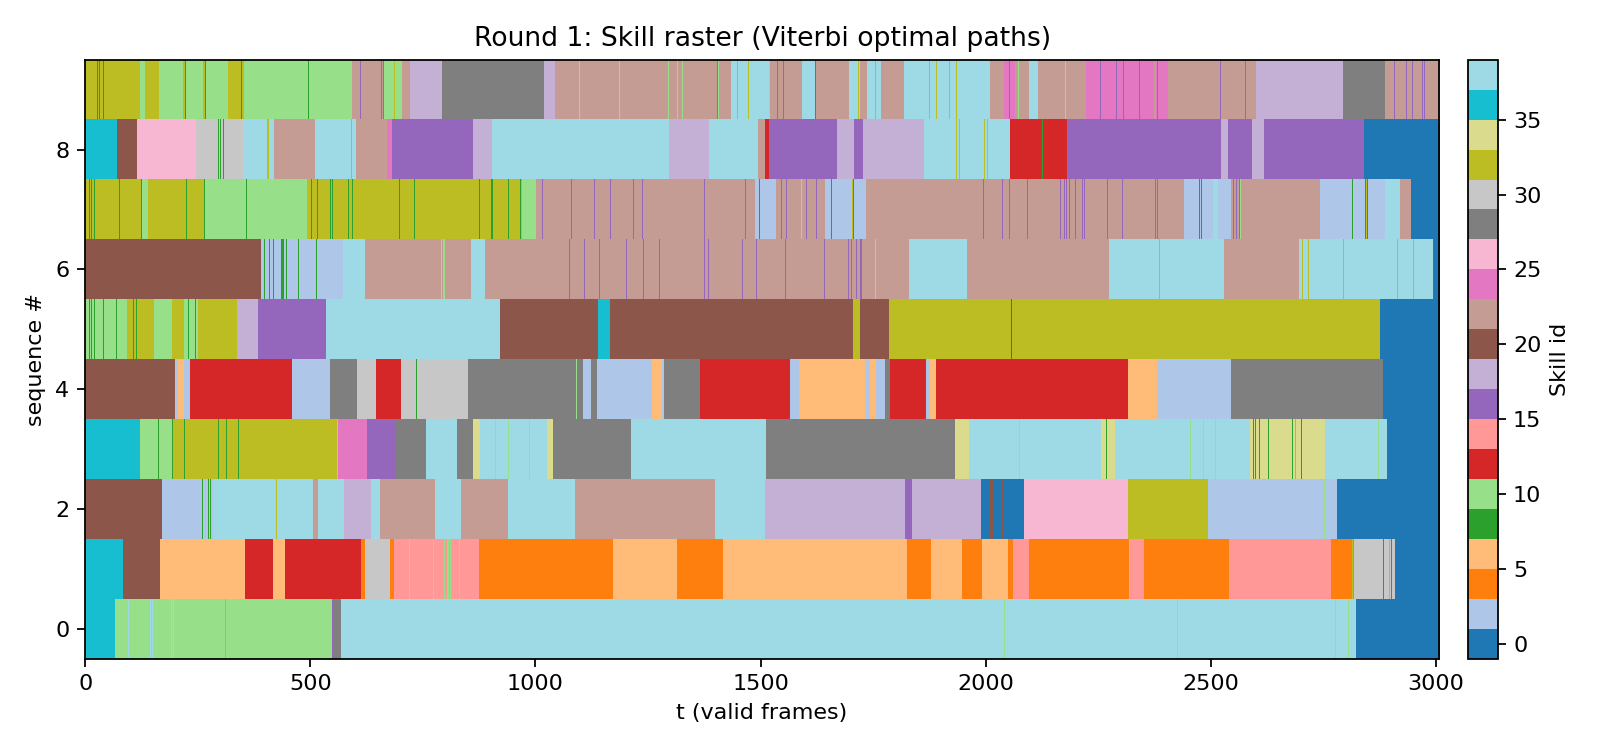 Round 1: Skill raster (Viterbi optimal paths)
8
6
4
2
0
sequence #
0 500 1000 1500 2000 2500 3000
t (valid frames)
35
30
25
20
15
10
5
0
Skill id